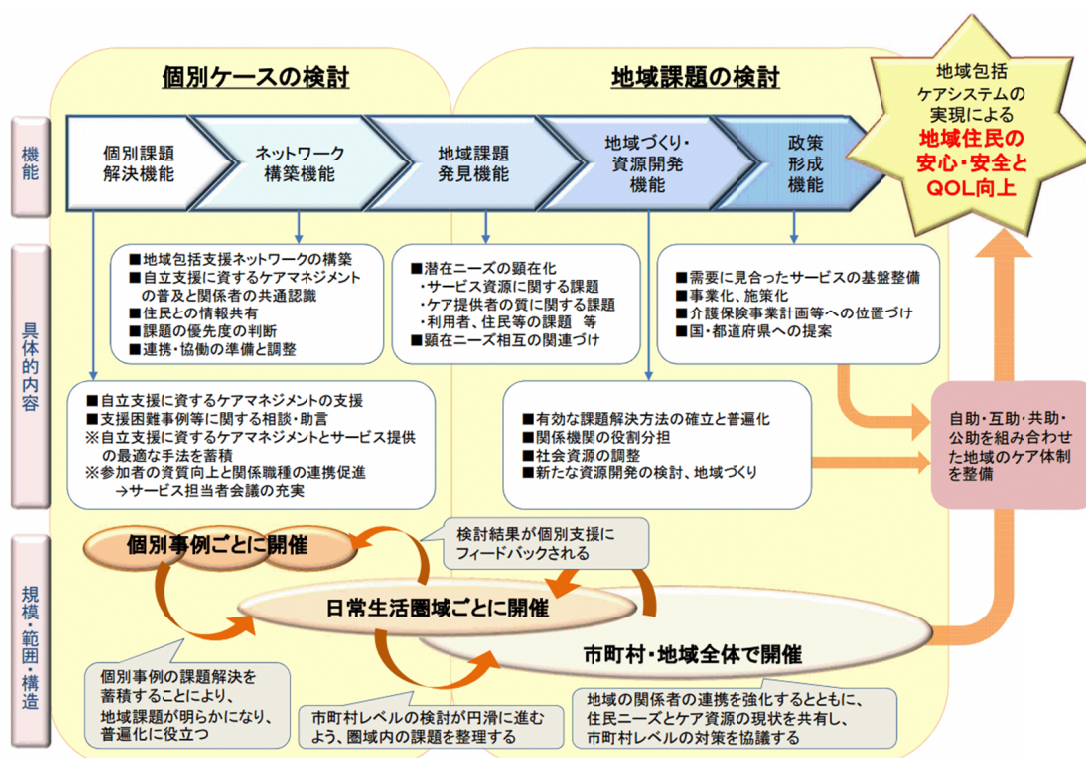 個別ケースの検討
地域課題の検討
地域包括
ケアシステムの
実現による
地域住民の
安心・安全と
QOL向上
機能
個別課題
解決機能
ネットワーク
構築機能
地域課題
発見機能
地域づくり・
資源開発
機能
政策
形成
機能
具体的内容
■地域包括支援ネットワークの構築
■自立支援に資するケアマネジメント
の普及と関係者の共通認識
■住民との情報共有
■課題の優先度の判断
■連携・協働の準備と調整
■潜在ニーズの顕在化
・サービス資源に関する課題
・ケア提供者の質に関する課題
・利用者、住民等の課題 等
■顕在ニーズ相互の関連づけ
■需要に見合ったサービスの基盤整備
■事業化、施策化
■介護保険事業計画等への位置づけ
■国・都道府県への提案
■自立支援に資するケアマネジメントの支援
■支援困難事例等に関する相談・助言
※自立支援に資するケアマネジメントとサービス提供
の最適な手法を蓄積
※参加者の資質向上と関係職種の連携促進
→サービス担当者会議の充実
■有効な課題解決方法の確立と普遍化
■関係機関の役割分担
■社会資源の調整
■新たな資源開発の検討、地域づくり
自助・互助・共助・
公助を組み合わせ
た地域のケア体制
を整備
規模・範囲・構造
個別事例ごとに開催
検討結果が個別支援に
フィードバックされる
日常生活圏域ごとに開催
市町村・地域全体で開催
個別事例の課題解決を
蓄積することにより、
地域課題が明らかになり、
普遍化に役立つ
市町村レベルの検討が円滑に進む
よう、圏域内の課題を整理する
地域の関係者の連携を強化するとともに、
住民ニーズとケア資源の現状を共有し、
市町村レベルの対策を協議する